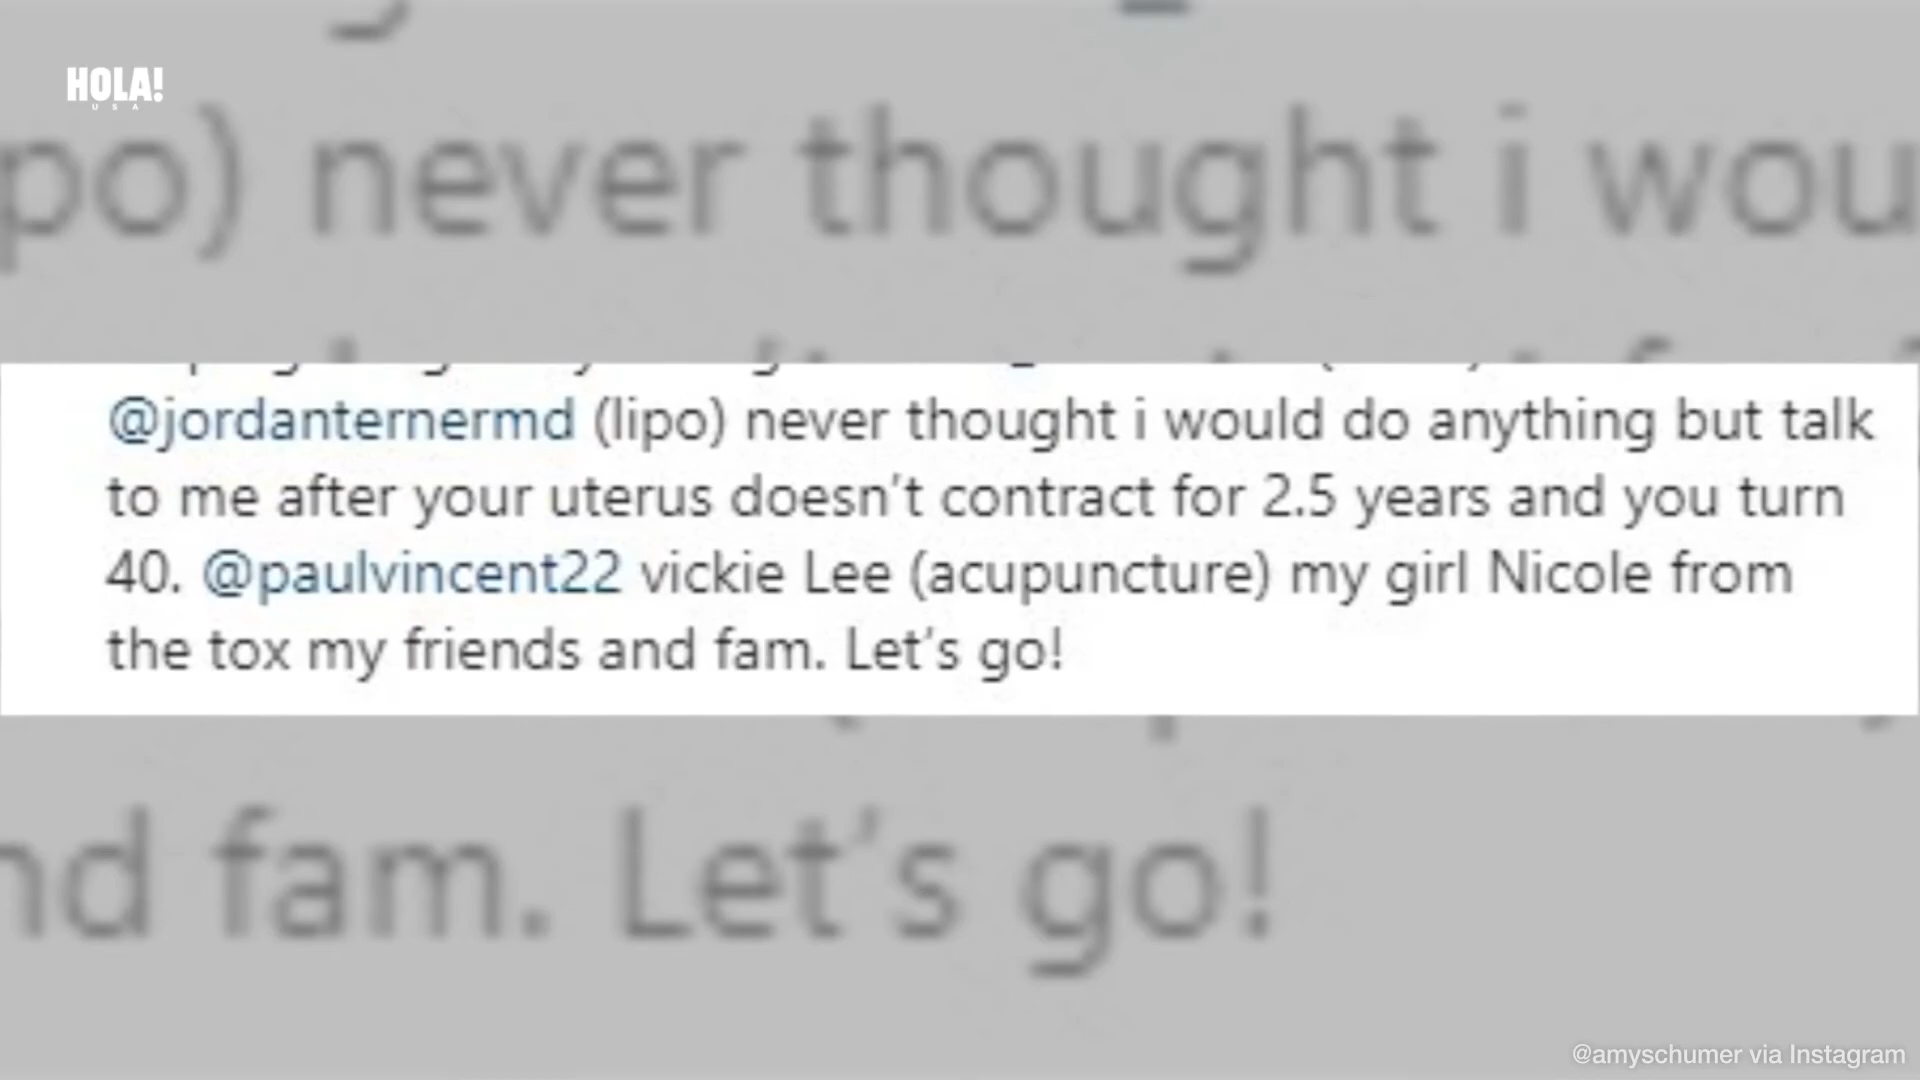 HOLA!
USA
po) never thought i wou
@jordanternermd (lipo) never thought i would do anything but talk
to me after your uterus doesn't contract for 2.5 years and you turn
40. @paulvincent22 vickie Lee (acupuncture) my girl Nicole from
the tox my friends and fam. Let's go!
nd fam. Let's go!
@amyschumer via Instagram